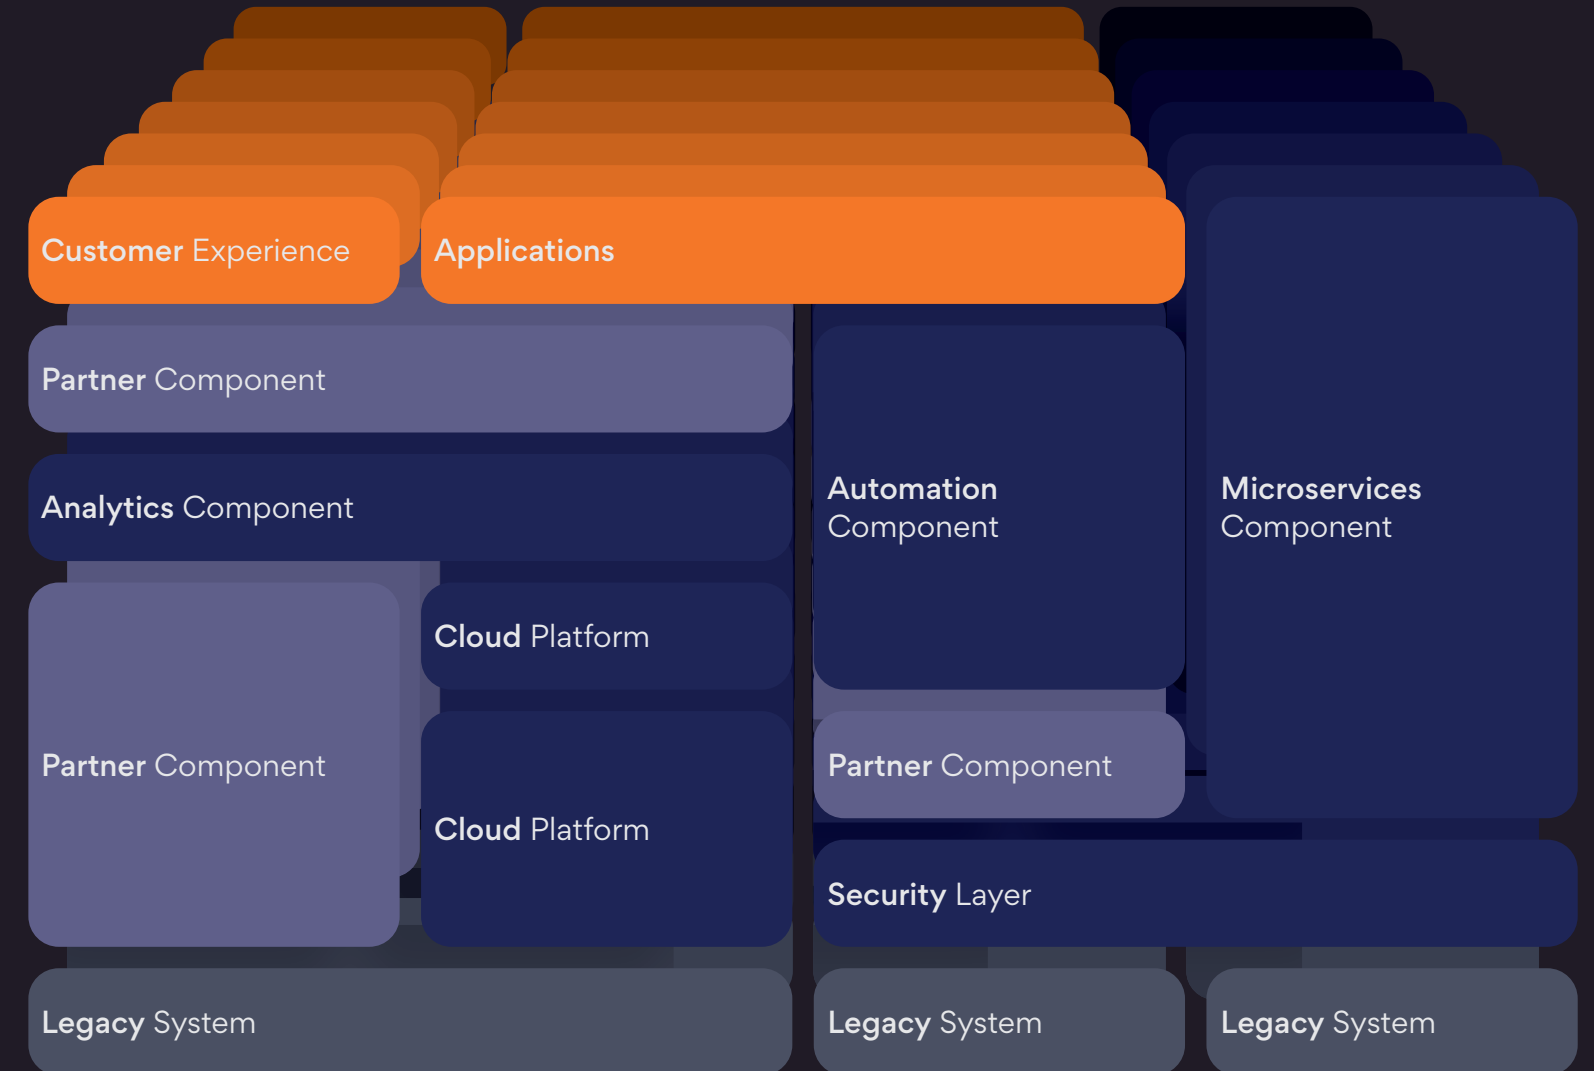 Customer Experience
Applications
Partner Component
Analytics Component
Automation
Component
Microservices
Component
Cloud Platform
Partner Component
Cloud Platform
Partner Component
Security Layer
Legacy System
Legacy System
Legacy System